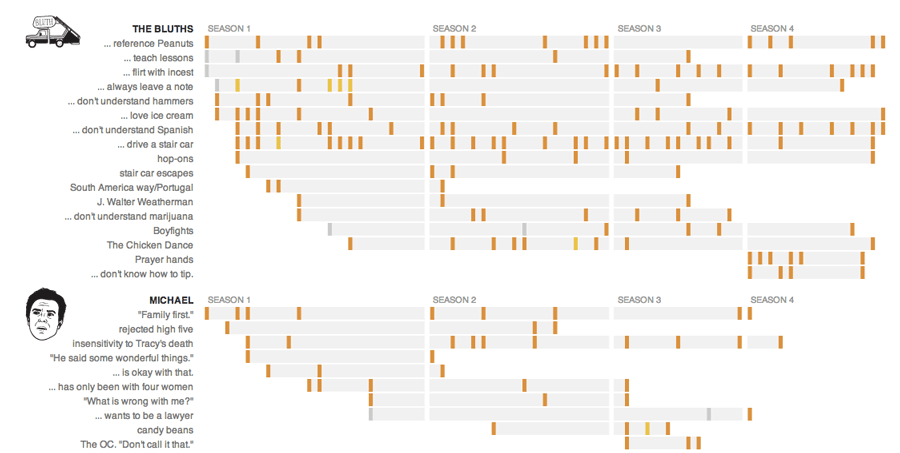 BLUTH
THE BLUTHS SEASON 1 SEASON 2 SEASON 3 SEASON 4
... reference Peanuts
... teach lessons
... flirt with incest
... always leave a note
... don't understand hammers
... love ice cream
... don't understand Spanish
... drive a stair car
hop-ons
stair car escapes
South America way/Portugal
J. Walter Weatherman
... don't understand marijuana
Boyfights
The Chicken Dance
Prayer hands
... don't know how to tip.
MICHAEL SEASON 1 SEASON 2 SEASON 3 SEASON 4
"Family first."
rejected high five
insensitivity to Tracy's death
"He said some wonderful things."
... is okay with that.
... has only been with four women
"What is wrong with me?"
... wants to be a lawyer
candy beans
The OC. "Don't call it that."